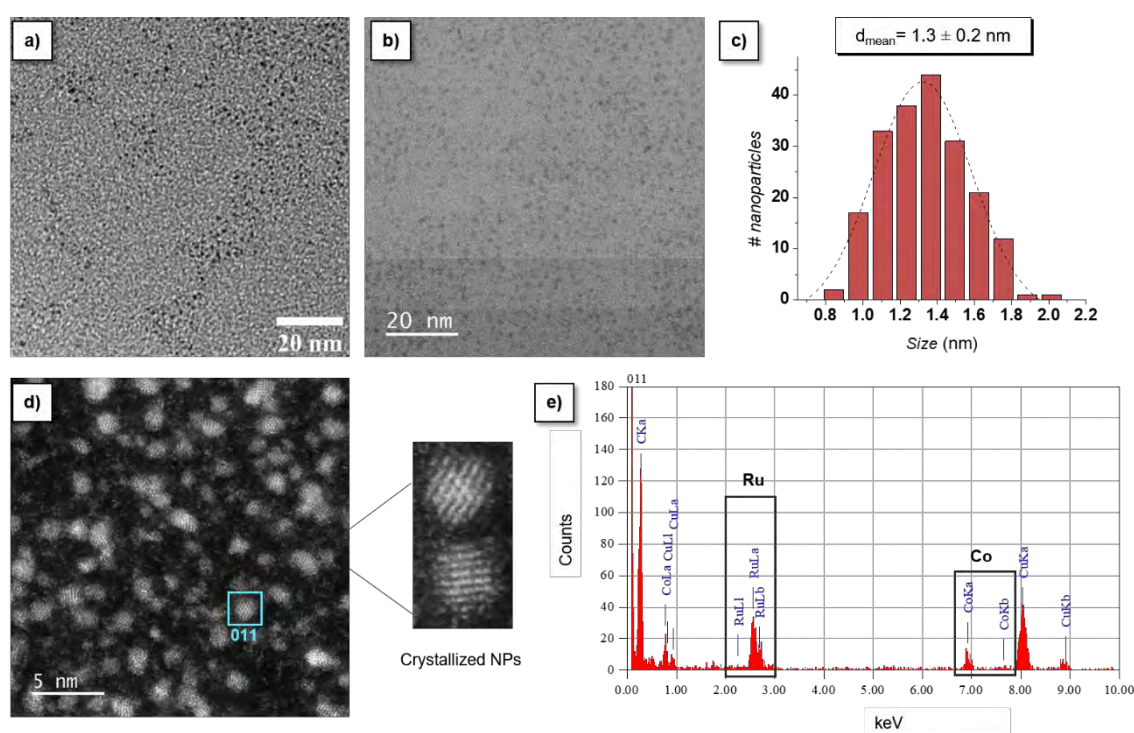 a)
20 nm
b)
20 nm
c)
dmean= 1.3 ± 0.2 nm
# nanoparticles
40
30
20
10
0
0.8 1.0 1.2 1.4 1.6 1.8 2.0 2.2
Size (nm)
d)
011
5 nm
Crystallized NPs
e)
011
Counts
180
160
140
120
100
80
60
40
20
0
CKa
CoLa
CuLl
CuLa
Ru
RuLl
RuLa
RuLb
Co
CoKa
CoKb
CuKa
CuKb
0.00 1.00 2.00 3.00 4.00 5.00 6.00 7.00 8.00 9.00 10.00
keV